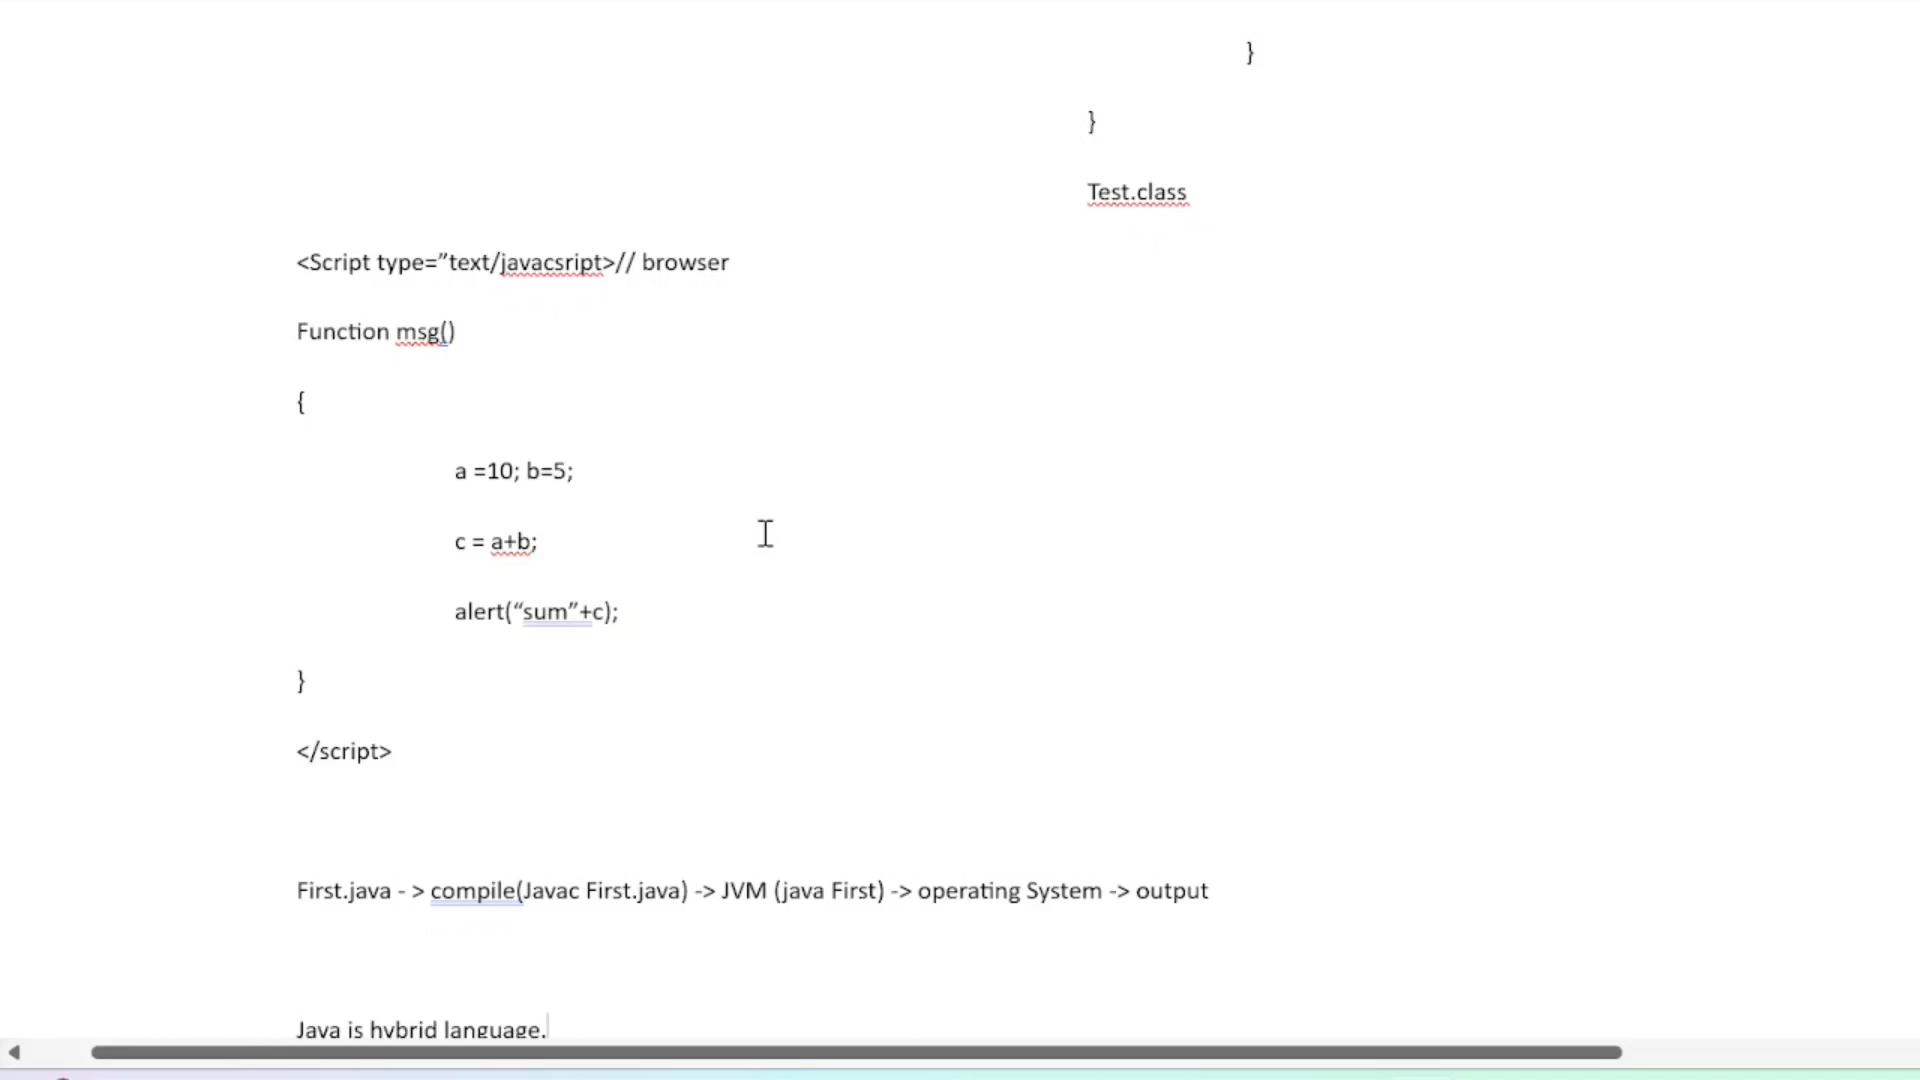 }
}
Test.class
<Script type=”text/javacsript>// browser
Function msg()
{
a =10; b=5;
c = a+b;
alert(“sum”+c);
}
</script>
First.java - > compile(Javac First.java) -> JVM (java First) -> operating System -> output
Java is hybrid language.